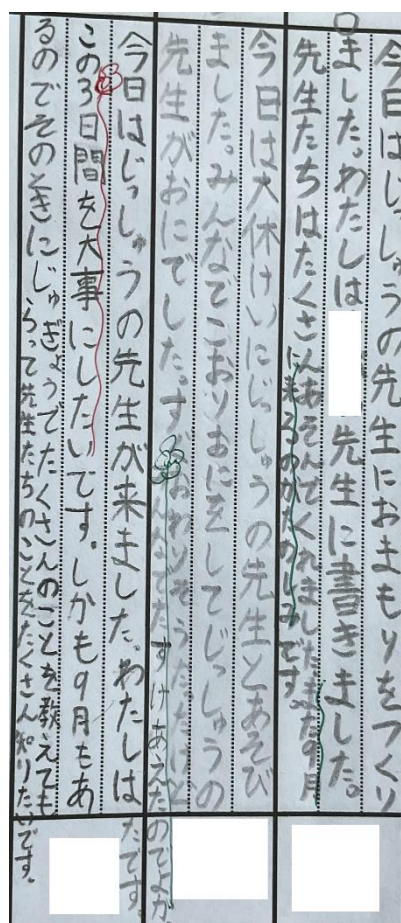 今日はじっしゅうの先生におまもりをつくり
ました。わたしは先生に書きました。
先生たちはたくさんあそんでくれました。また9月
に来るのがたのしみです。
今日は大休けいにじっしゅうの先生とあそび
ました。みんなでこおりおにをしてじっしゅうの
先生がおにでした。すぐおわりそうだったけど
みんなでたすけあえたのでよか
ったです。
今日はじっしゅうの先生が来ました。わたしは
この3日間を大事にしたいです。しかも9月もあ
るのでそのときにじゅぎょうでたくさんのことを教えても
らって先生たちのことをたくさん知りたいです。